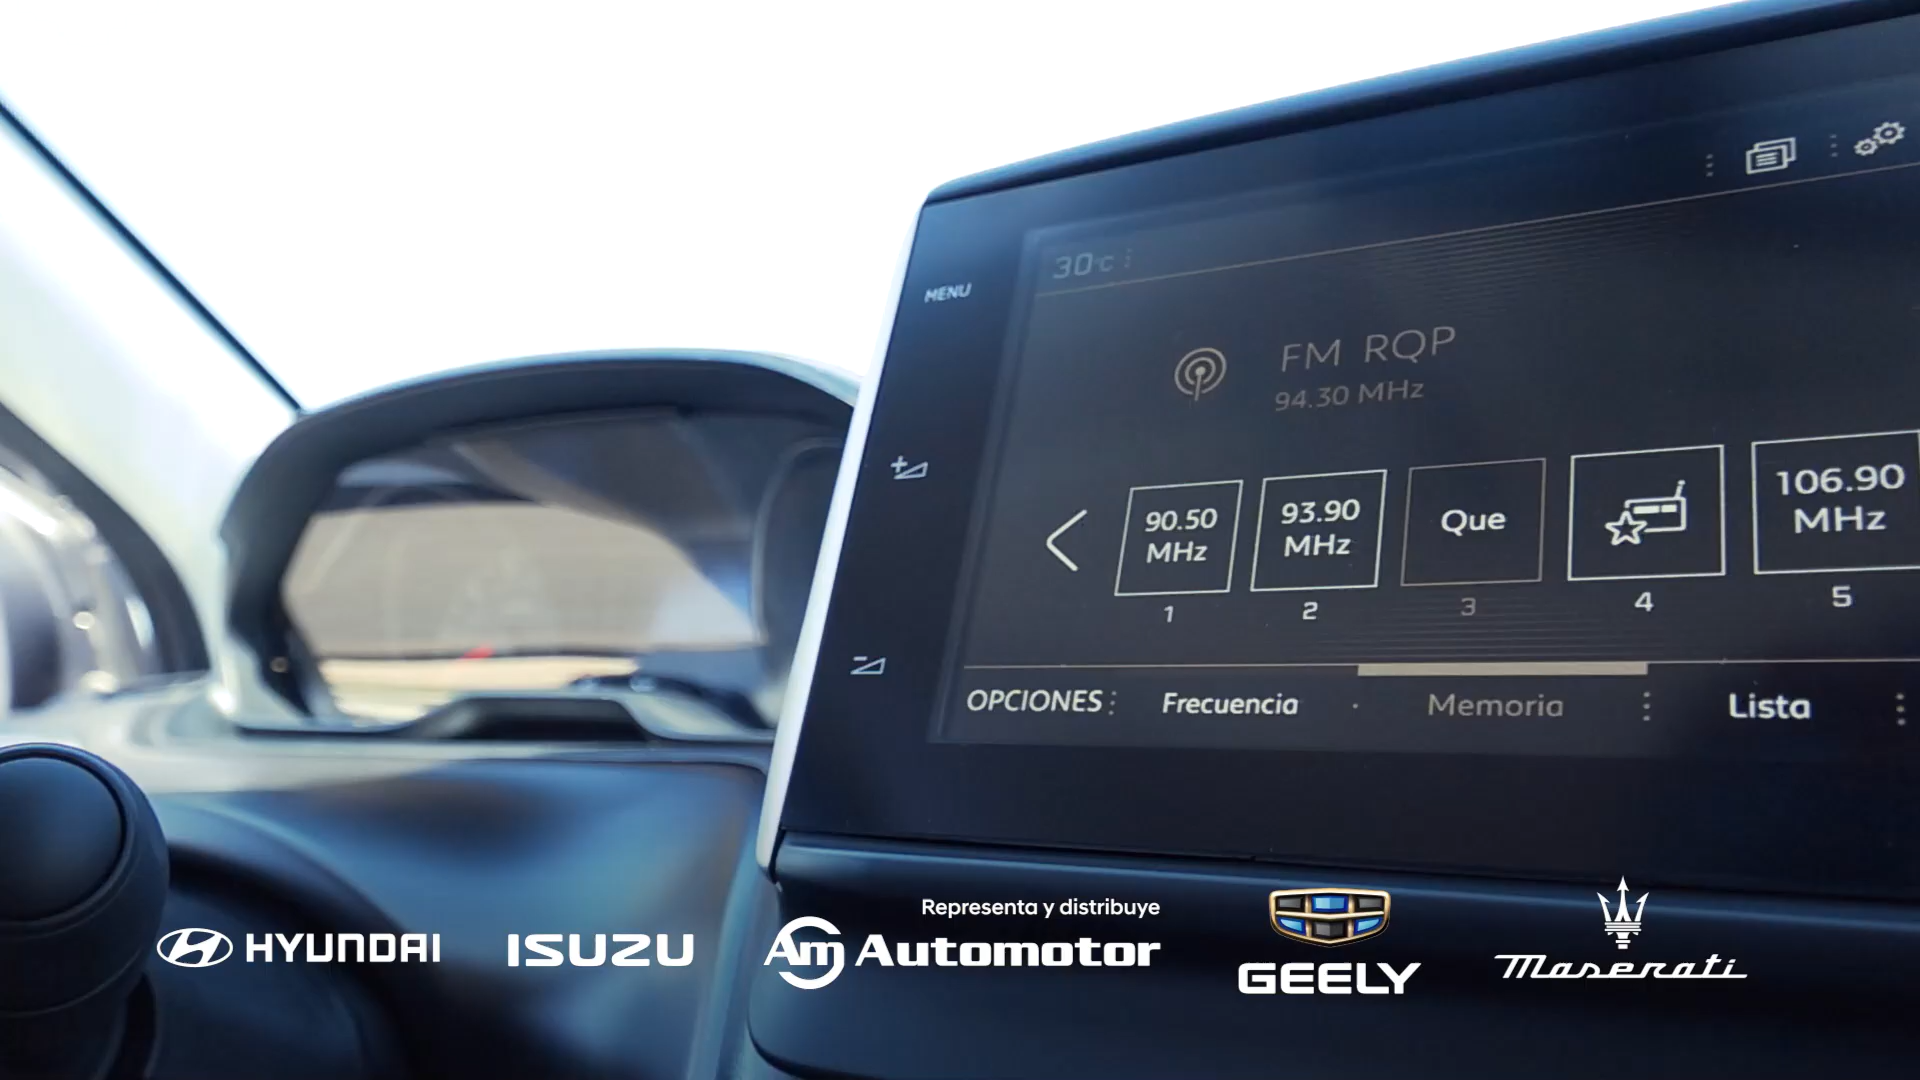 30°C
MENU
FM RQP
94.30 MHz
90.50 MHz
93.90 MHz
Que
106.90 MHz
1
2
3
4
5
OPCIONES
Frecuencia
Memoria
Lista
Representa y distribuye
HYUNDAI
ISUZU
Am Automotor
GEELY
Maserati